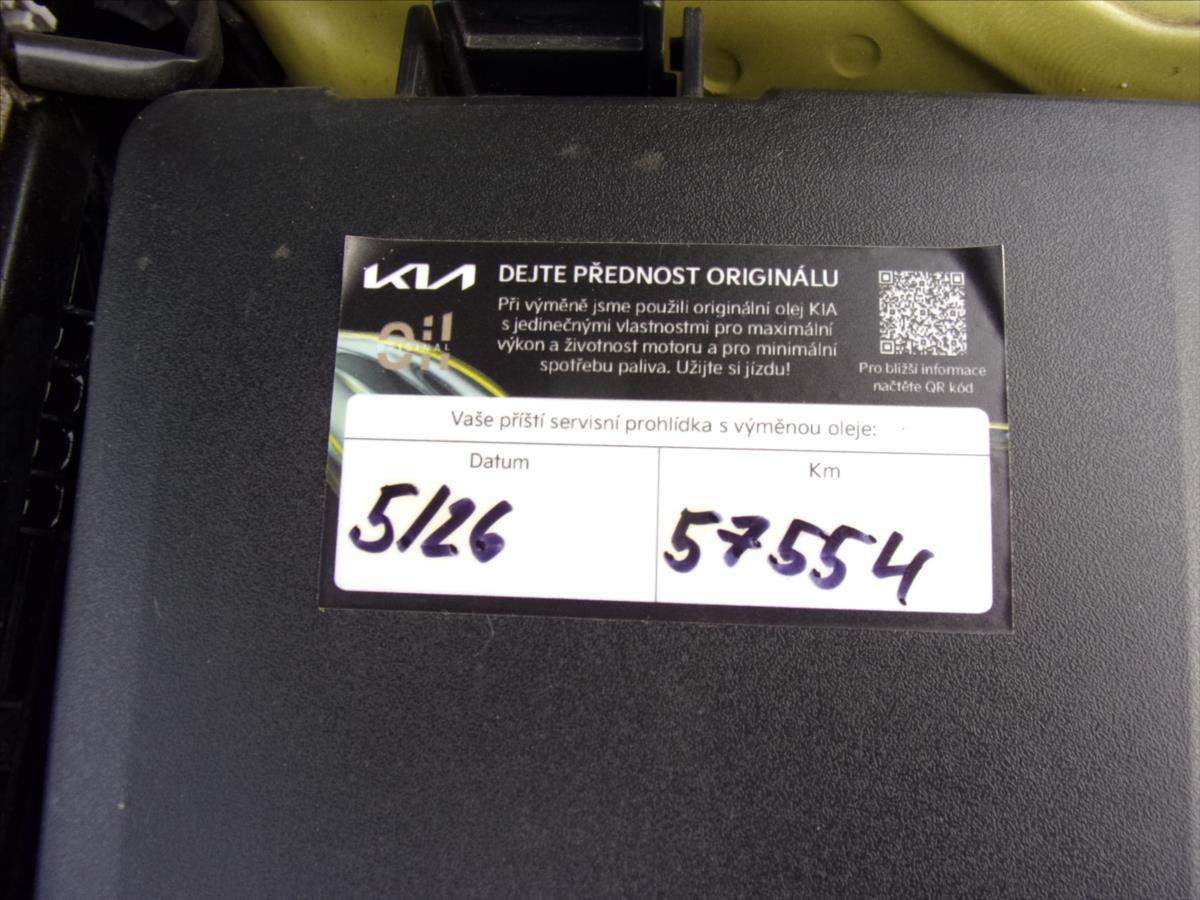 KIA
DEJTE PŘEDNOST ORIGINÁLU
Při výměně jsme použili originální olej KIA
s jedinečnými vlastnostmi pro maximální
výkon a životnost motoru a pro minimální
spotřebu paliva. Užijte si jízdu!
oil
ORIGINAL
Pro bližší informace
načtěte QR kód
Vaše příští servisní prohlídka s výměnou oleje:
Datum
Km
5/26
57554